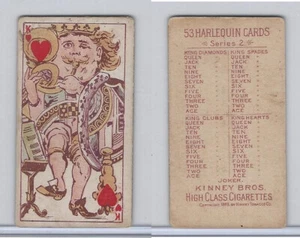 K
K
53 HARLEQUIN CARDS
Series 2
KING DIAMONDS KING SPADES
QUEEN QUEEN
JACK JACK
TEN TEN
NINE NINE
EIGHT EIGHT
SEVEN SEVEN
SIX SIX
FIVE FIVE
FOUR FOUR
THREE THREE
TWO TWO
ACE ACE
KING CLUBS KING HEARTS
QUEEN QUEEN
JACK JACK
TEN TEN
NINE NINE
EIGHT EIGHT
SEVEN SEVEN
SIX SIX
FIVE FIVE
FOUR FOUR
THREE THREE
TWO TWO
ACE ACE
JOKER.
KINNEY BROS.
HIGH CLASS CIGARETTES